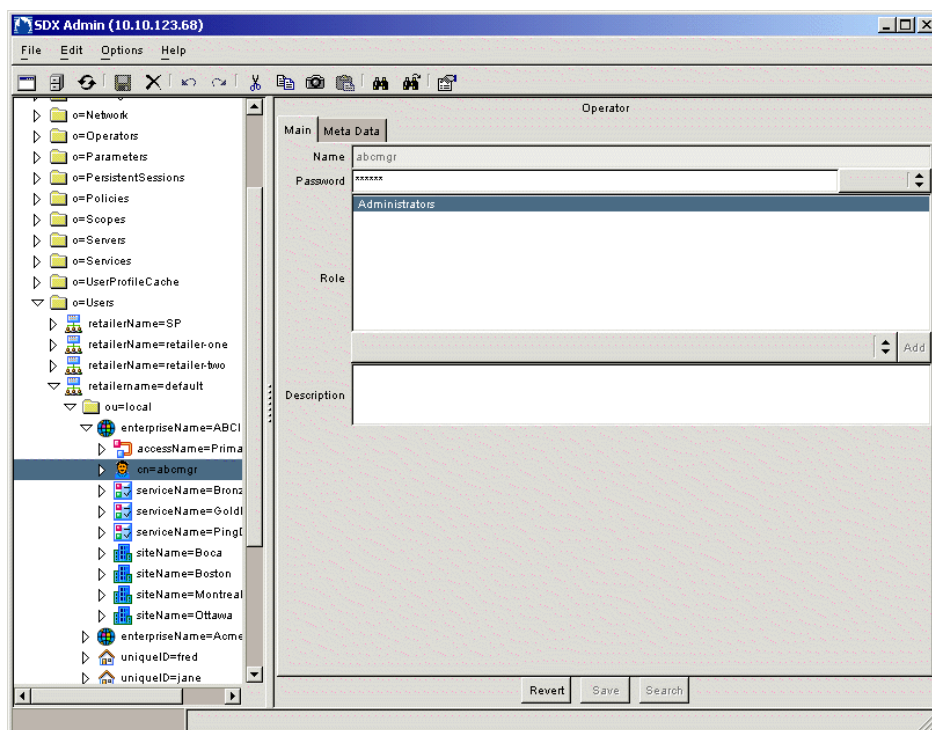 SDX Admin (10.10.123.68)
File Edit Options Help
o=Network
o=Operators
o=Parameters
o=PersistentSessions
o=Policies
o=Scopes
o=Servers
o=Services
o=UserProfileCache
o=Users
retailerName=SP
retailerName=retailer-one
retailerName=retailer-two
retailername=default
ou=local
enterpriseName=ABCI
accessName=Prima
cn=abcmgr
serviceName=Bronz
serviceName=Gold
serviceName=Ping
siteName=Boca
siteName=Boston
siteName=Montreal
siteName=Ottawa
enterpriseName=Acme
uniqueID=fred
uniqueID=jane
Operator
Main Meta Data
Name abcmgr
Password ******
Administrators
Role
Add
Description
Revert Save Search